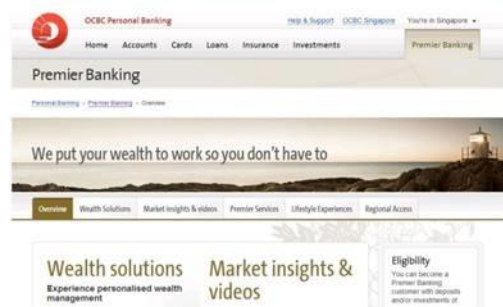 OCBC Personal Banking
Help & Support OCBC Singapore You're in Singapore
Home Accounts Cards Loans Insurance Investments Premier Banking
Premier Banking
Personal Banking Premier Banking Overview
We put your wealth to work so you don't have to
Overview Wealth Solutions Market Insights & videos Premier Services Lifestyle Experiences Regional Access
Wealth solutions
Experience personalised wealth
management
Market insights &
videos
Eligibility
You can become a
Premier Banking
customer with deposits
and/or investments of